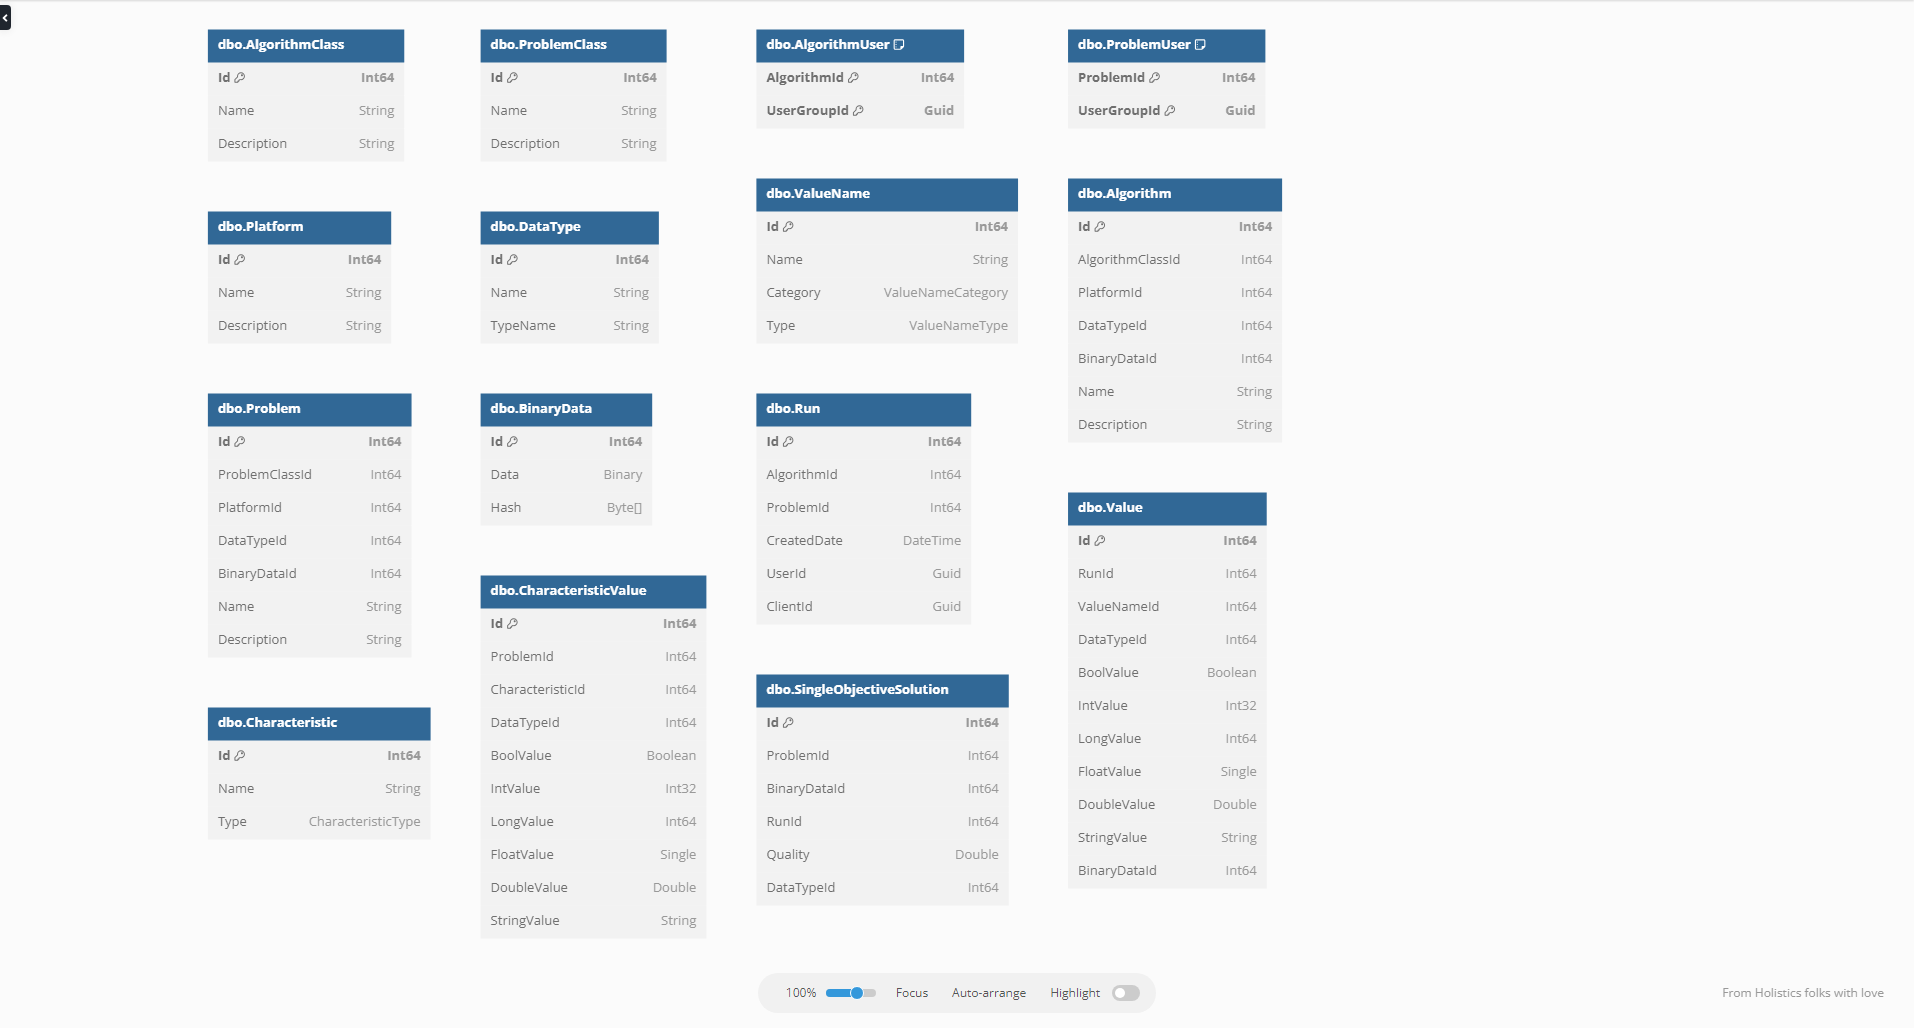 dbo.AlgorithmClass
Id Int64
Name String
Description String
dbo.ProblemClass
Id Int64
Name String
Description String
dbo.AlgorithmUser
AlgorithmId Int64
UserGroupId Guid
dbo.ProblemUser
ProblemId Int64
UserGroupId Guid
dbo.Platform
Id Int64
Name String
Description String
dbo.DataType
Id Int64
Name String
TypeName String
dbo.ValueName
Id Int64
Name String
Category ValueNameCategory
Type ValueNameType
dbo.Algorithm
Id Int64
AlgorithmClassId Int64
PlatformId Int64
DataTypeId Int64
BinaryDataId Int64
Name String
Description String
dbo.Problem
Id Int64
ProblemClassId Int64
PlatformId Int64
DataTypeId Int64
BinaryDataId Int64
Name String
Description String
dbo.BinaryData
Id Int64
Data Binary
Hash Byte[]
dbo.Run
Id Int64
AlgorithmId Int64
ProblemId Int64
CreatedDate DateTime
UserId Guid
ClientId Guid
dbo.Value
Id Int64
RunId Int64
ValueNameId Int64
DataTypeId Int64
BoolValue Boolean
IntValue Int32
LongValue Int64
FloatValue Single
DoubleValue Double
StringValue String
BinaryDataId Int64
dbo.Characteristic
Id Int64
Name String
Type CharacteristicType
dbo.CharacteristicValue
Id Int64
ProblemId Int64
CharacteristicId Int64
DataTypeId Int64
BoolValue Boolean
IntValue Int32
LongValue Int64
FloatValue Single
DoubleValue Double
StringValue String
dbo.SingleObjectiveSolution
Id Int64
ProblemId Int64
BinaryDataId Int64
RunId Int64
Quality Double
DataTypeId Int64
100% Focus Auto-arrange Highlight
From Holistics folks with love